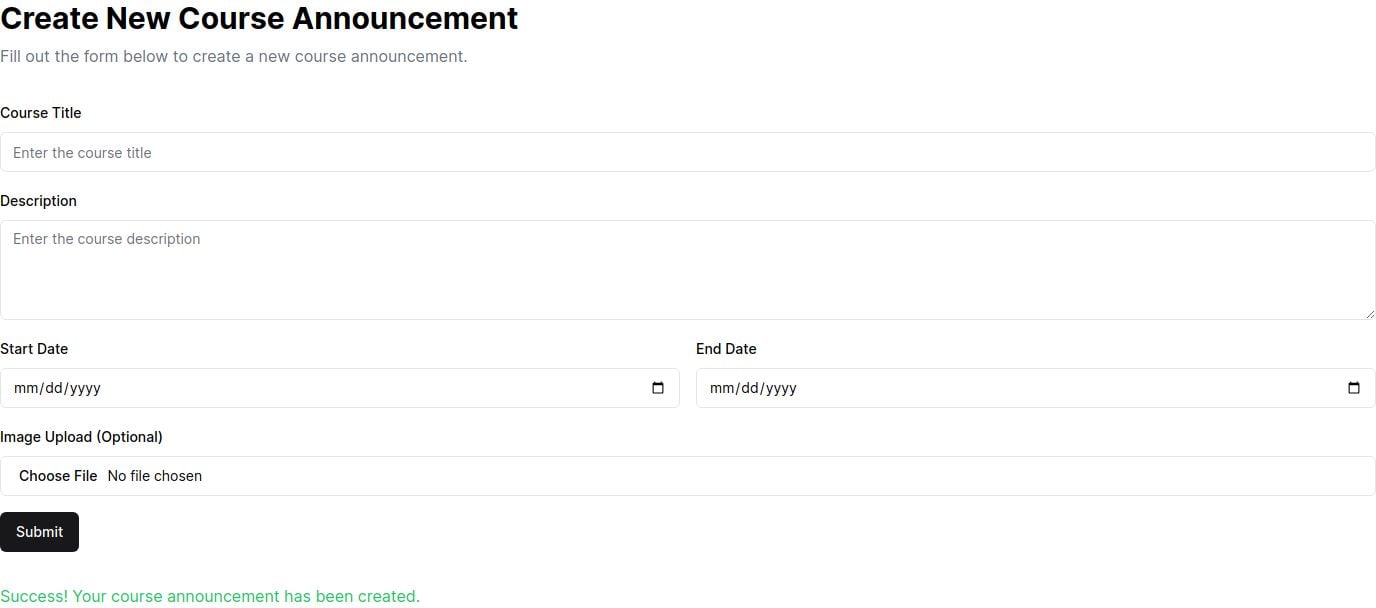 Create New Course Announcement
Fill out the form below to create a new course announcement.
Course Title
Enter the course title
Description
Enter the course description
Start Date
End Date
mm/dd/yyyy
mm/dd/yyyy
Image Upload (Optional)
Choose File No file chosen
Submit
Success! Your course announcement has been created.